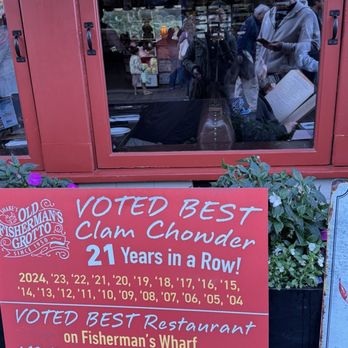 OLD
FISHERMAN'S
GROTTO
SINCE 1950
VOTED BEST
Clam Chowder
21 Years in a Row!
2024, '23, '22, '21, '20, '19, '18, '17, '16, '15,
'14, '13, '12, '11, '10, '09, '08, '07, '06, '05, '04
VOTED BEST Restaurant
on Fisherman's Wharf